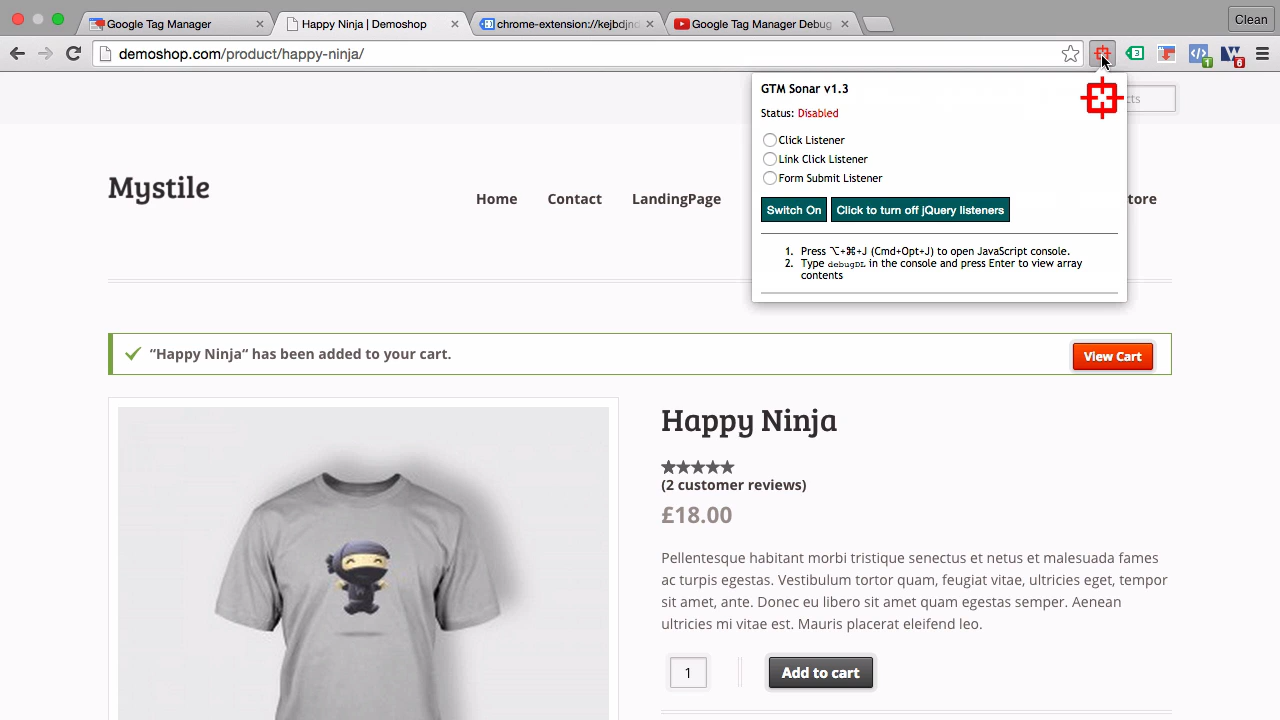 Google Tag Manager
Happy Ninja | Demoshop
chrome-extension://kejbdjnd
Google Tag Manager Debug
Clean
demoshop.com/product/happy-ninja/
3
1
6
GTM Sonar v1.3
Status: Disabled
cts
Click Listener
Link Click Listener
Form Submit Listener
Switch On
Click to turn off jQuery listeners
1. Press ⌥+⌘+J (Cmd+Opt+J) to open JavaScript console.
2. Type debugDL in the console and press Enter to view array
contents
Mystile
Home
Contact
LandingPage
tore
“Happy Ninja“ has been added to your cart.
View Cart
Happy Ninja
★★★★★
(2 customer reviews)
£18.00
Pellentesque habitant morbi tristique senectus et netus et malesuada fames
ac turpis egestas. Vestibulum tortor quam, feugiat vitae, ultricies eget, tempor
sit amet, ante. Donec eu libero sit amet quam egestas semper. Aenean
ultricies mi vitae est. Mauris placerat eleifend leo.
1
Add to cart